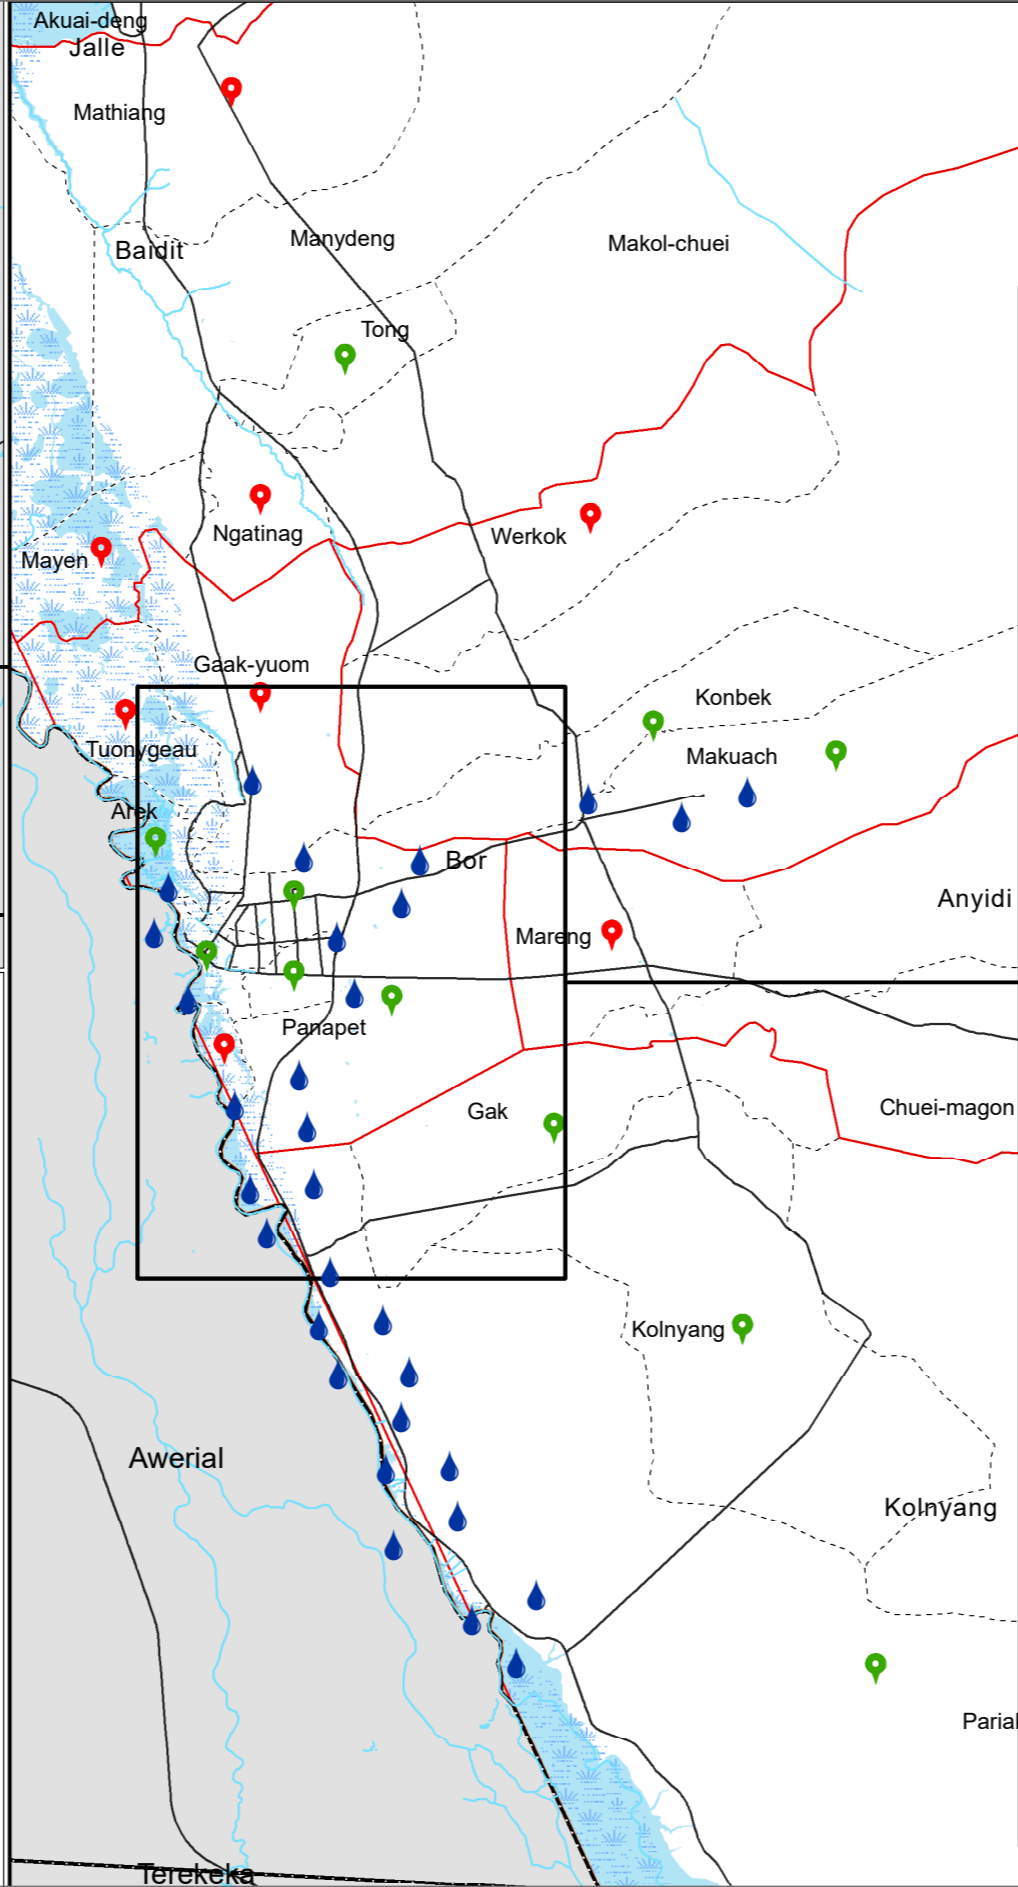 Akuai-deng
Jalle
Mathiang
Manydeng
Makol-chuei
Baidit
Tong
Ngatinag
Werkok
Mayen
Gaak-yuom
Konbek
Tuonygeau
Makuach
Arek
Bor
Anyidi
Mareng
Panapet
Gak
Chuei-magon
Kolnyang
Awerial
Kolnyang
Terekeka